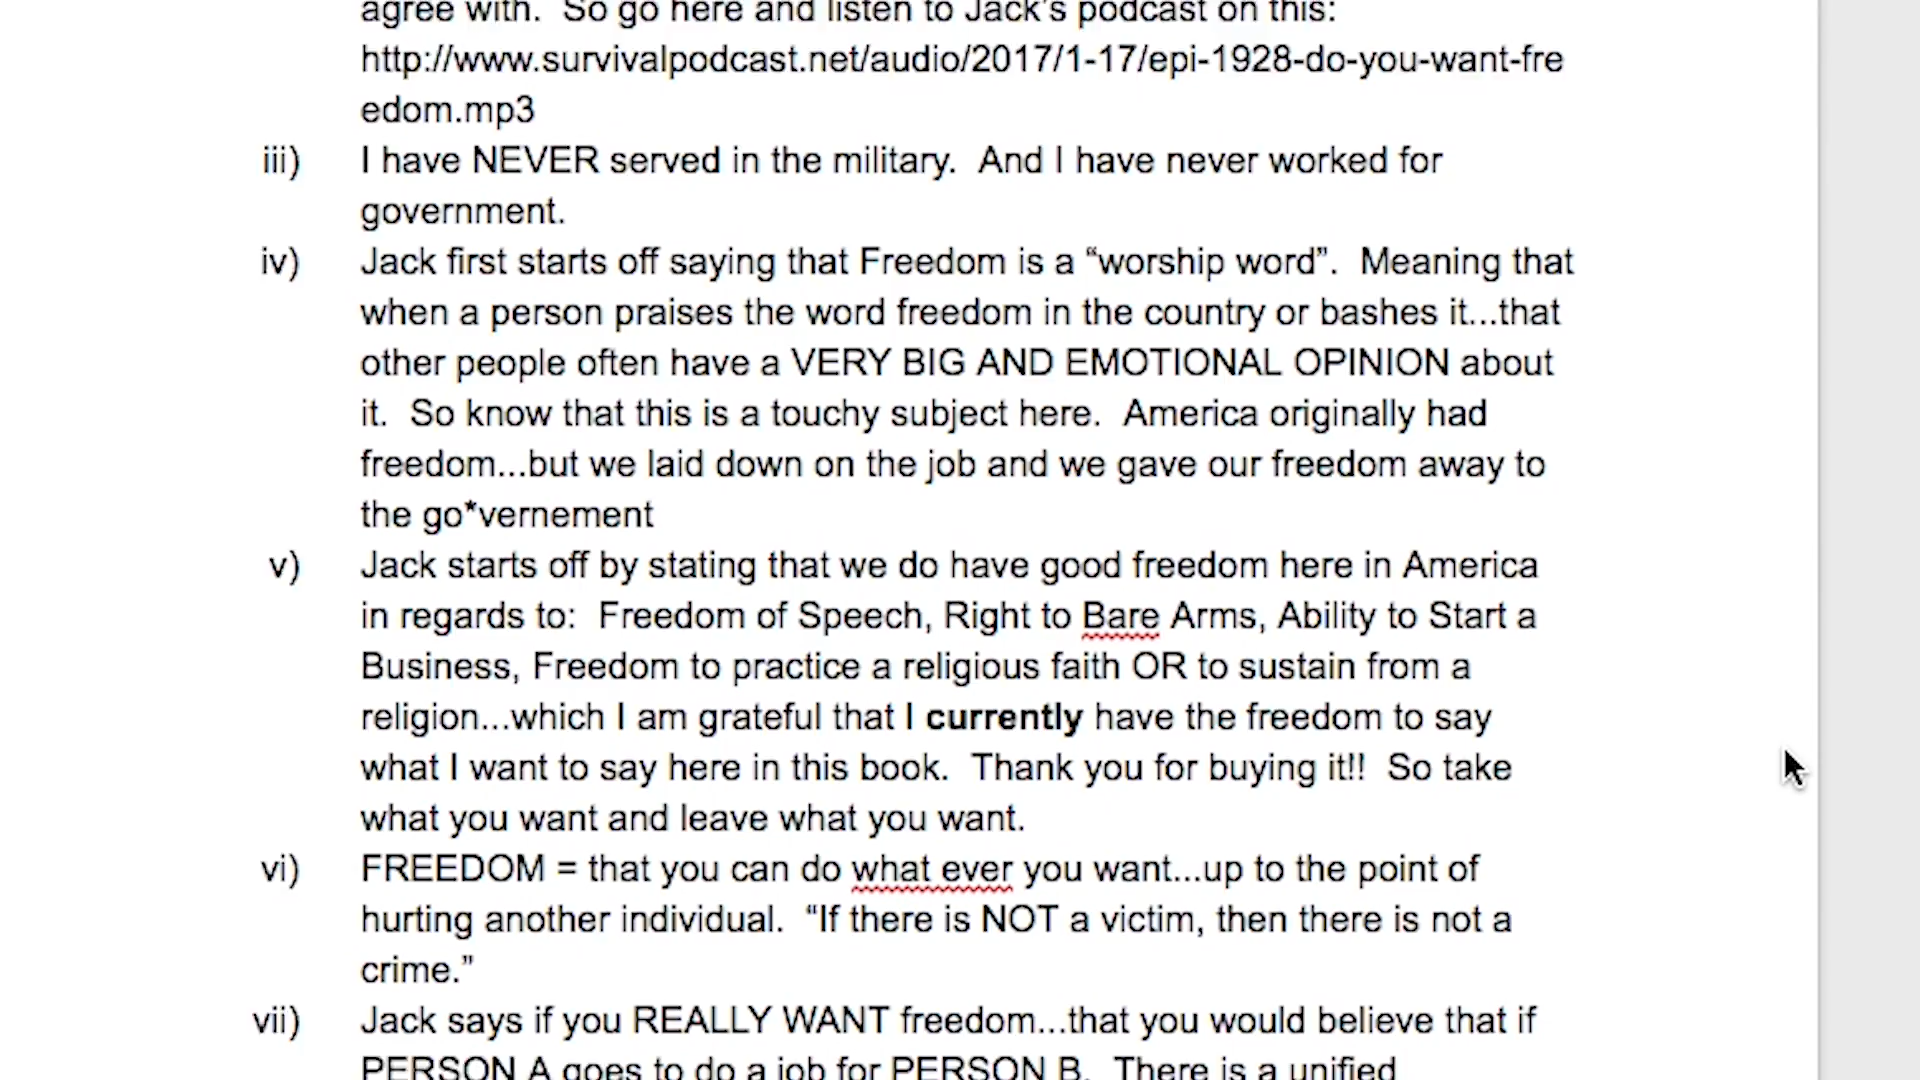 agree with.  So go here and listen to Jack's podcast on this:
http://www.survivalpodcast.net/audio/2017/1-17/epi-1928-do-you-want-fre
edom.mp3
iii) I have NEVER served in the military.  And I have never worked for
government.
iv) Jack first starts off saying that Freedom is a “worship word”.  Meaning that
when a person praises the word freedom in the country or bashes it...that
other people often have a VERY BIG AND EMOTIONAL OPINION about
it.  So know that this is a touchy subject here.  America originally had
freedom...but we laid down on the job and we gave our freedom away to
the go*vernement
v) Jack starts off by stating that we do have good freedom here in America
in regards to:  Freedom of Speech, Right to Bare Arms, Ability to Start a
Business, Freedom to practice a religious faith OR to sustain from a
religion...which I am grateful that I currently have the freedom to say
what I want to say here in this book.  Thank you for buying it!!  So take
what you want and leave what you want.
vi) FREEDOM = that you can do what ever you want...up to the point of
hurting another individual.  “If there is NOT a victim, then there is not a
crime.”
vii) Jack says if you REALLY WANT freedom...that you would believe that if
PERSON A goes to do a job for PERSON B.  There is a unified